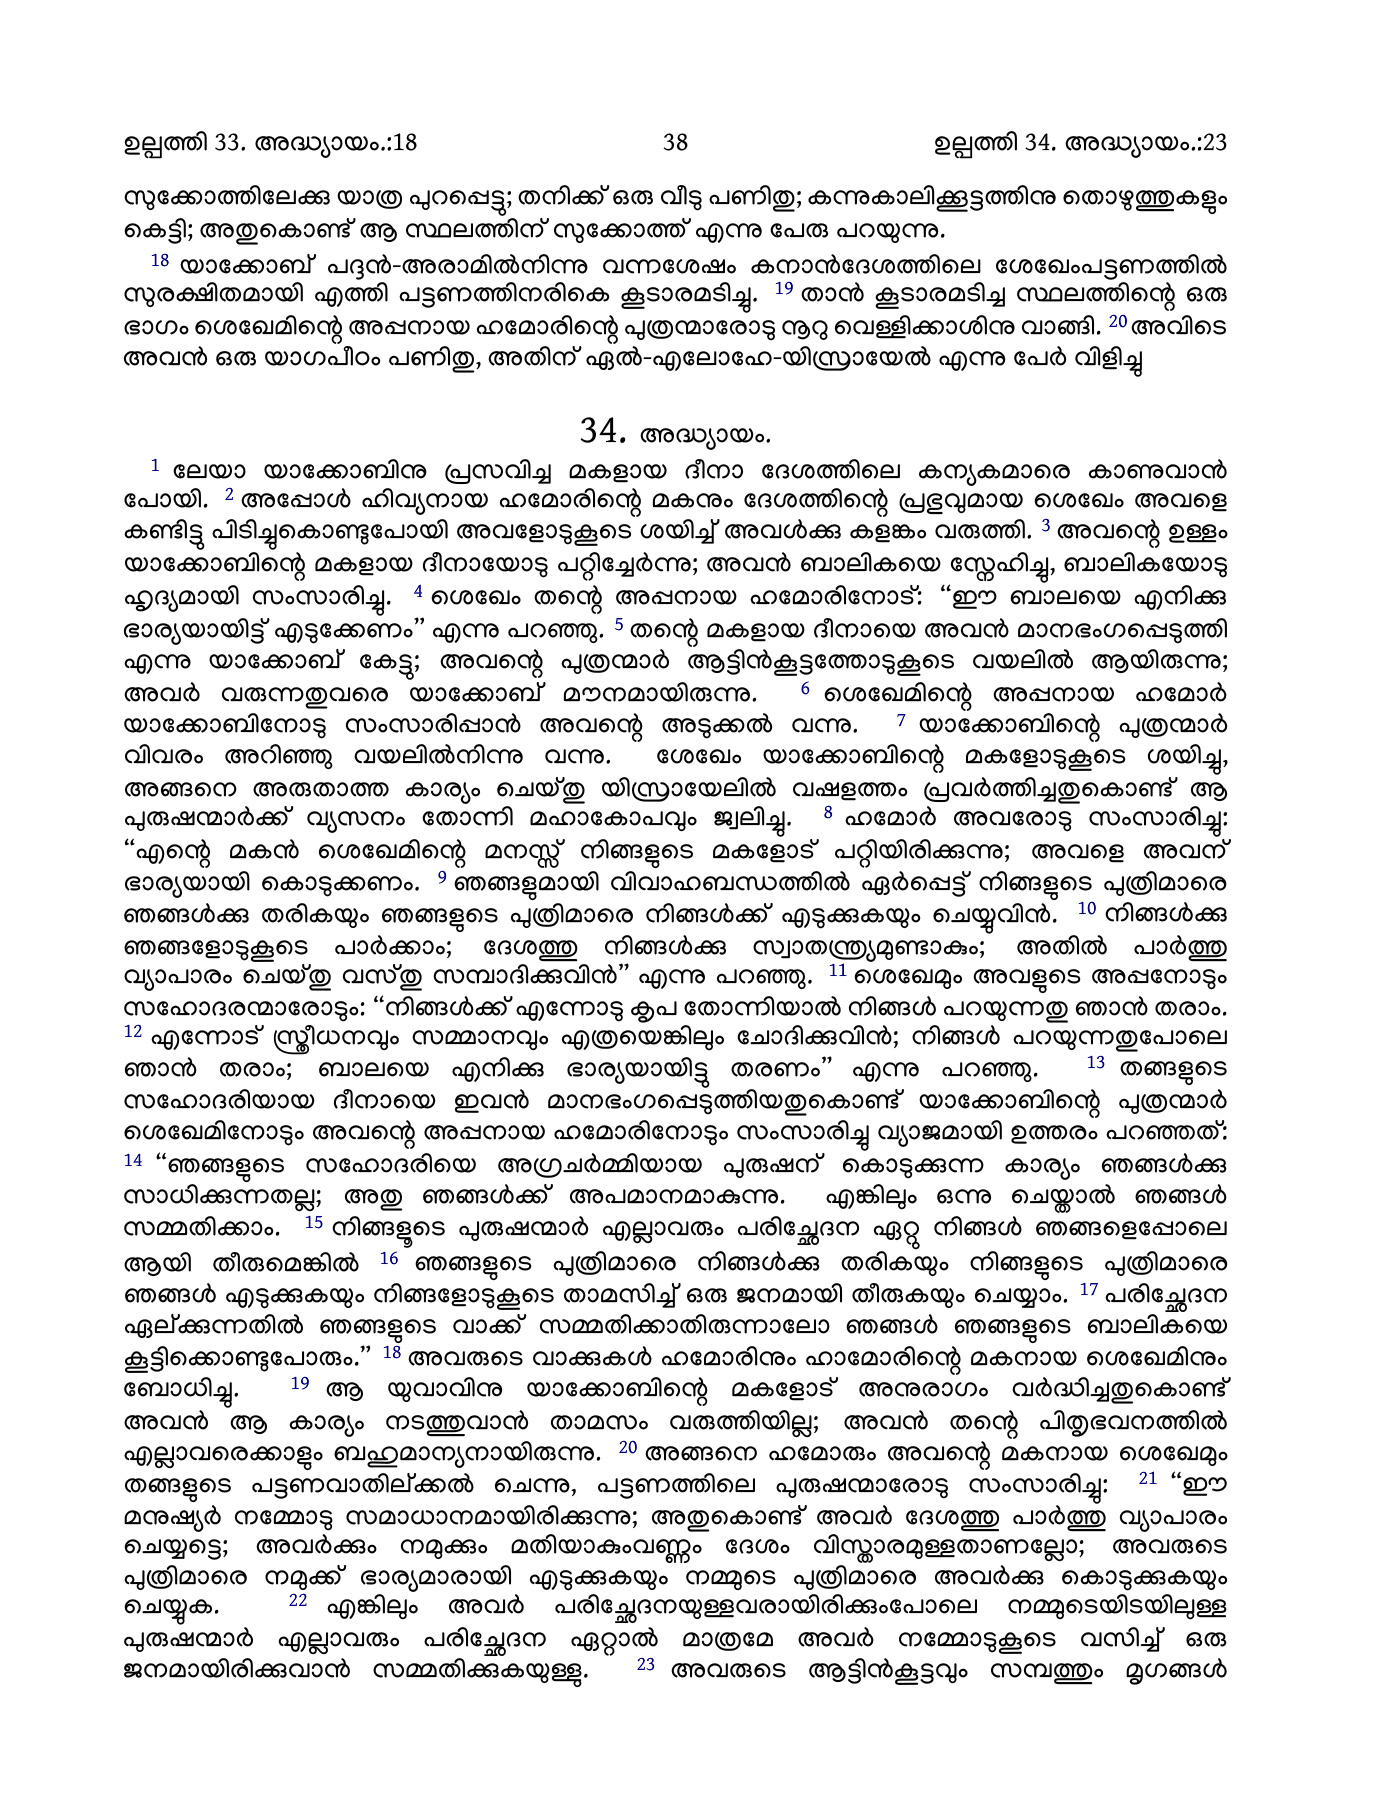 ഉല്പത്തി 33. അദ്ധ്യായം.:18 38 ഉല്പത്തി 34. അദ്ധ്യായം.:23
സുക്കോത്തിലേക്കു യാത്ര പുറപ്പെട്ടു; തനിക്ക് ഒരു വീടു പണിതു; കന്നുകാലിക്കൂട്ടത്തിനു തൊഴുത്തുകളും
കെട്ടി; അതുകൊണ്ട് ആ സ്ഥലത്തിന് സുക്കോത്ത് എന്നു പേരു പറയുന്നു.
18 യാക്കോബ് പദ്ദൻ-അരാമിൽനിന്നു വന്നശേഷം കനാൻദേശത്തിലെ ശേഖേംപട്ടണത്തിൽ
സുരക്ഷിതമായി എത്തി പട്ടണത്തിനരികെ കൂടാരമടിച്ചു. 19 താൻ കൂടാരമടിച്ച സ്ഥലത്തിന്റെ ഒരു
ഭാഗം ശെഖേമിന്റെ അപ്പനായ ഹമോരിന്റെ പുത്രന്മാരോടു നൂറു വെള്ളിക്കാശിനു വാങ്ങി. 20 അവിടെ
അവൻ ഒരു യാഗപീഠം പണിതു, അതിന് ഏൽ-എലോഹേ-യിസ്രായേൽ എന്നു പേർ വിളിച്ചു
34. അദ്ധ്യായം.
1 ലേയാ യാക്കോബിനു പ്രസവിച്ച മകളായ ദീനാ ദേശത്തിലെ കന്യകമാരെ കാണുവാൻ
പോയി. 2 അപ്പോൾ ഹിവ്യനായ ഹമോരിന്റെ മകനും ദേശത്തിന്റെ പ്രഭുവുമായ ശെഖേം അവളെ
കണ്ടിട്ടു പിടിച്ചുകൊണ്ടുപോയി അവളോടുകൂടെ ശയിച്ച് അവൾക്കു കളങ്കം വരുത്തി. 3 അവന്റെ ഉള്ളം
യാക്കോബിന്റെ മകളായ ദീനായോടു പറ്റിച്ചേർന്നു; അവൻ ബാലികയെ സ്നേഹിച്ചു, ബാലികയോടു
ഹൃദ്യമായി സംസാരിച്ചു. 4 ശെഖേം തന്റെ അപ്പനായ ഹമോരിനോട്: “ഈ ബാലയെ എനിക്കു
ഭാര്യയായിട്ട് എടുക്കേണം” എന്നു പറഞ്ഞു. 5 തന്റെ മകളായ ദീനായെ അവൻ മാനഭംഗപ്പെടുത്തി
എന്നു യാക്കോബ് കേട്ടു; അവന്റെ പുത്രന്മാർ ആട്ടിൻകൂട്ടത്തോടുകൂടെ വയലിൽ ആയിരുന്നു;
അവർ വരുന്നതുവരെ യാക്കോബ് മൗനമായിരുന്നു. 6 ശെഖേമിന്റെ അപ്പനായ ഹമോർ
യാക്കോബിനോടു സംസാരിപ്പാൻ അവന്റെ അടുക്കൽ വന്നു. 7 യാക്കോബിന്റെ പുത്രന്മാർ
വിവരം അറിഞ്ഞു വയലിൽനിന്നു വന്നു. ശേഖേം യാക്കോബിന്റെ മകളോടുകൂടെ ശയിച്ചു,
അങ്ങനെ അരുതാത്ത കാര്യം ചെയ്തു യിസ്രായേലിൽ വഷളത്തം പ്രവർത്തിച്ചതുകൊണ്ട് ആ
പുരുഷന്മാർക്ക് വ്യസനം തോന്നി മഹാകോപവും ജ്വലിച്ചു. 8 ഹമോർ അവരോടു സംസാരിച്ചു:
“എന്റെ മകൻ ശെഖേമിന്റെ മനസ്സ് നിങ്ങളുടെ മകളോട് പറ്റിയിരിക്കുന്നു; അവളെ അവന്
ഭാര്യയായി കൊടുക്കണം. 9 ഞങ്ങളുമായി വിവാഹബന്ധത്തിൽ ഏർപ്പെട്ട് നിങ്ങളുടെ പുത്രിമാരെ
ഞങ്ങൾക്കു തരികയും ഞങ്ങളുടെ പുത്രിമാരെ നിങ്ങൾക്ക് എടുക്കുകയും ചെയ്യുവിൻ. 10 നിങ്ങൾക്കു
ഞങ്ങളോടുകൂടെ പാർക്കാം; ദേശത്തു നിങ്ങൾക്കു സ്വാതന്ത്ര്യമുണ്ടാകും; അതിൽ പാർത്തു
വ്യാപാരം ചെയ്തു വസ്തു സമ്പാദിക്കുവിൻ” എന്നു പറഞ്ഞു. 11 ശെഖേമും അവളുടെ അപ്പനോടും
സഹോദരന്മാരോടും: “നിങ്ങൾക്ക് എന്നോടു കൃപ തോന്നിയാൽ നിങ്ങൾ പറയുന്നതു ഞാൻ തരാം.
12 എന്നോട് സ്ത്രീധനവും സമ്മാനവും എത്രയെങ്കിലും ചോദിക്കുവിൻ; നിങ്ങൾ പറയുന്നതുപോലെ
ഞാൻ തരാം; ബാലയെ എനിക്കു ഭാര്യയായിട്ടു തരണം” എന്നു പറഞ്ഞു. 13 തങ്ങളുടെ
സഹോദരിയായ ദീനായെ ഇവൻ മാനഭംഗപ്പെടുത്തിയതുകൊണ്ട് യാക്കോബിന്റെ പുത്രന്മാർ
ശെഖേമിനോടും അവന്റെ അപ്പനായ ഹമോരിനോടും സംസാരിച്ചു വ്യാജമായി ഉത്തരം പറഞ്ഞത്:
14 “ഞങ്ങളുടെ സഹോദരിയെ അഗ്രചർമ്മിയായ പുരുഷന് കൊടുക്കുന്ന കാര്യം ഞങ്ങൾക്കു
സാധിക്കുന്നതല്ല; അതു ഞങ്ങൾക്ക് അപമാനമാകുന്നു. എങ്കിലും ഒന്നു ചെയ്താൽ ഞങ്ങൾ
സമ്മതിക്കാം. 15 നിങ്ങളൂടെ പുരുഷന്മാർ എല്ലാവരും പരിച്ഛേദന ഏറ്റു നിങ്ങൾ ഞങ്ങളെപ്പോലെ
ആയി തീരുമെങ്കിൽ 16 ഞങ്ങളുടെ പുത്രിമാരെ നിങ്ങൾക്കു തരികയും നിങ്ങളുടെ പുത്രിമാരെ
ഞങ്ങൾ എടുക്കുകയും നിങ്ങളോടുകൂടെ താമസിച്ച് ഒരു ജനമായി തീരുകയും ചെയ്യാം. 17 പരിച്ഛേദന
ഏല്ക്കുന്നതിൽ ഞങ്ങളുടെ വാക്ക് സമ്മതിക്കാതിരുന്നാലോ ഞങ്ങൾ ഞങ്ങളുടെ ബാലികയെ
കൂട്ടിക്കൊണ്ടുപോരും.” 18 അവരുടെ വാക്കുകൾ ഹമോരിനും ഹാമോരിന്റെ മകനായ ശെഖേമിനും
ബോധിച്ചു. 19 ആ യുവാവിനു യാക്കോബിന്റെ മകളോട് അനുരാഗം വർദ്ധിച്ചതുകൊണ്ട്
അവൻ ആ കാര്യം നടത്തുവാൻ താമസം വരുത്തിയില്ല; അവൻ തന്റെ പിതൃഭവനത്തിൽ
എല്ലാവരെക്കാളും ബഹുമാന്യനായിരുന്നു. 20 അങ്ങനെ ഹമോരും അവന്റെ മകനായ ശെഖേമും
തങ്ങളുടെ പട്ടണവാതില്ക്കൽ ചെന്നു, പട്ടണത്തിലെ പുരുഷന്മാരോടു സംസാരിച്ചു: 21 “ഈ
മനുഷ്യർ നമ്മോടു സമാധാനമായിരിക്കുന്നു; അതുകൊണ്ട് അവർ ദേശത്തു പാർത്തു വ്യാപാരം
ചെയ്യട്ടെ; അവർക്കും നമുക്കും മതിയാകുംവണ്ണം ദേശം വിസ്താരമുള്ളതാണല്ലോ; അവരുടെ
പുത്രിമാരെ നമുക്ക് ഭാര്യമാരായി എടുക്കുകയും നമ്മുടെ പുത്രിമാരെ അവർക്കു കൊടുക്കുകയും
ചെയ്യുക. 22 എങ്കിലും അവർ പരിച്ഛേദനയുള്ളവരായിരിക്കുംപോലെ നമ്മുടെയിടയിലുള്ള
പുരുഷന്മാർ എല്ലാവരും പരിച്ഛേദന ഏറ്റാൽ മാത്രമേ അവർ നമ്മോടുകൂടെ വസിച്ച് ഒരു
ജനമായിരിക്കുവാൻ സമ്മതിക്കുകയുള്ളു. 23 അവരുടെ ആട്ടിൻകൂട്ടവും സമ്പത്തും മൃഗങ്ങൾ